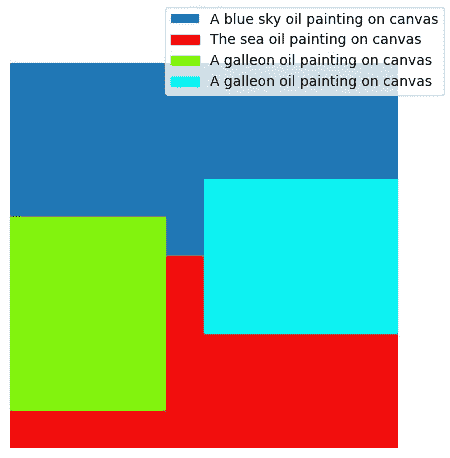 A blue sky oil painting on canvas
The sea oil painting on canvas
A galleon oil painting on canvas
A galleon oil painting on canvas